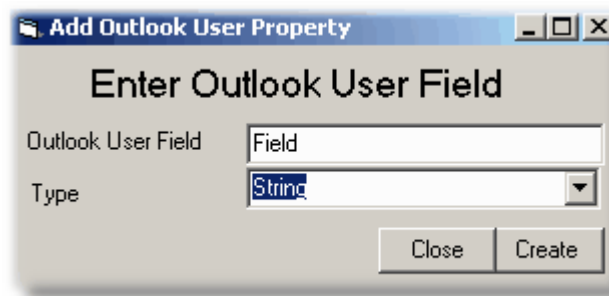 Add Outlook User Property
Enter Outlook User Field
Outlook User Field Field
Type String
Close Create